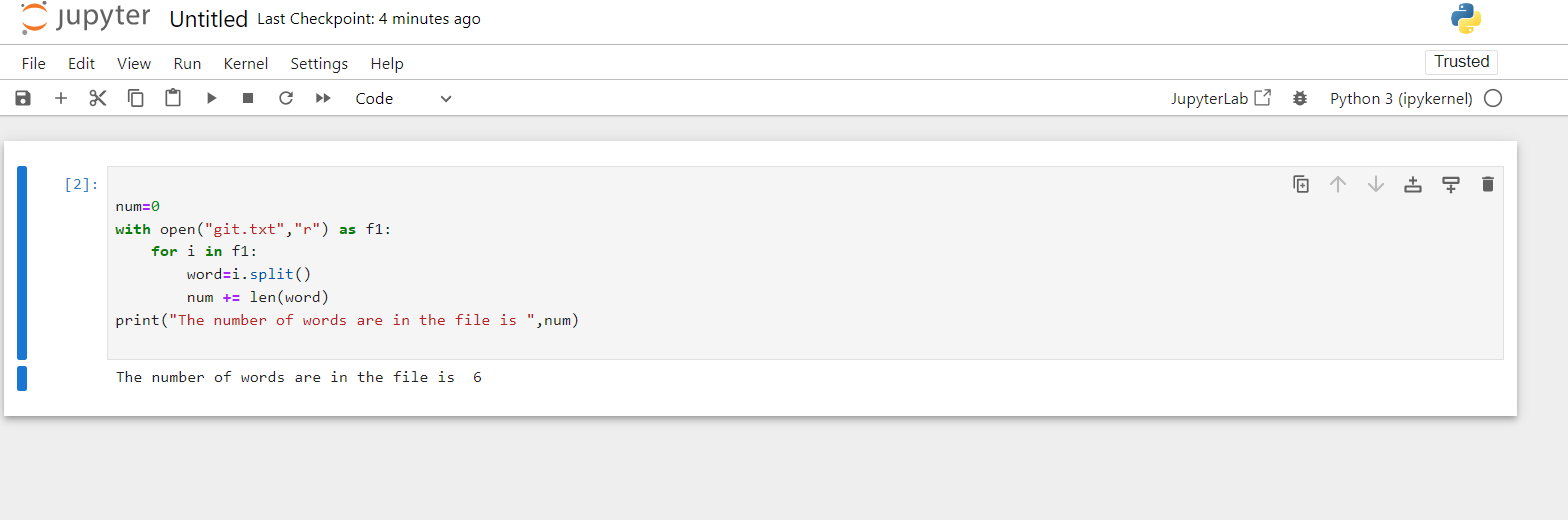 jupyter Untitled Last Checkpoint: 4 minutes ago
File Edit View Run Kernel Settings Help Trusted
Code JupyterLab Python 3 (ipykernel)
[2]:
num=0
with open("git.txt","r") as f1:
    for i in f1:
        word=i.split()
        num += len(word)
print("The number of words are in the file is ",num)
The number of words are in the file is  6